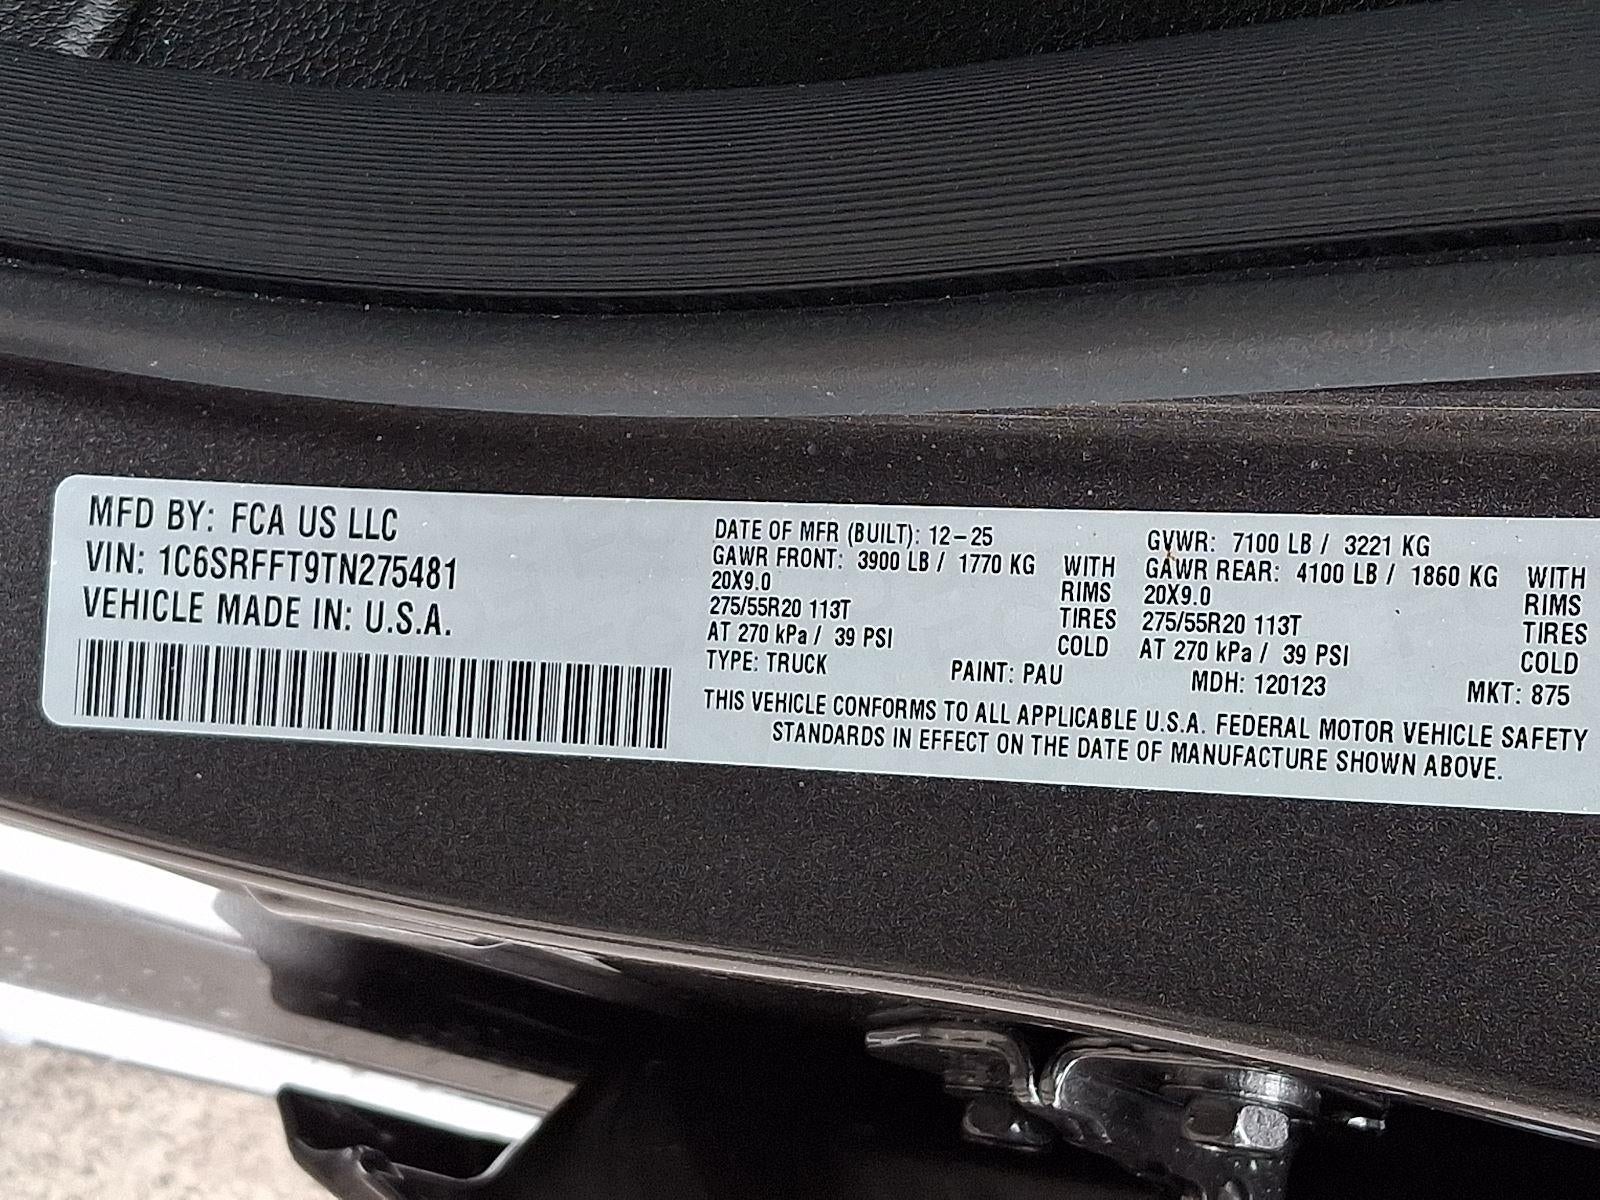 MFD BY: FCA US LLC
VIN: 1C6SRFFT9TN275481
VEHICLE MADE IN: U.S.A.
DATE OF MFR (BUILT): 12-25
GAWR FRONT: 3900 LB / 1770 KG WITH
20X9.0 RIMS
275/55R20 113T TIRES
AT 270 kPa / 39 PSI COLD
GVWR: 7100 LB / 3221 KG
GAWR REAR: 4100 LB / 1860 KG WITH
20X9.0 RIMS
275/55R20 113T TIRES
AT 270 kPa / 39 PSI COLD
TYPE: TRUCK PAINT: PAU MDH: 120123 MKT: 875
THIS VEHICLE CONFORMS TO ALL APPLICABLE U.S.A. FEDERAL MOTOR VEHICLE SAFETY
STANDARDS IN EFFECT ON THE DATE OF MANUFACTURE SHOWN ABOVE.